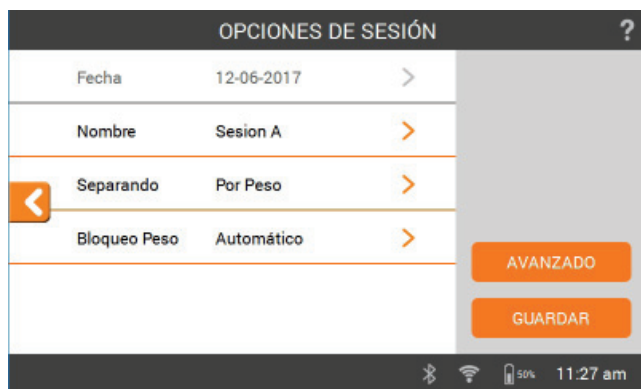 OPCIONES DE SESIÓN ?
Fecha 12-06-2017
Nombre Sesion A
Separando Por Peso
Bloqueo Peso Automático
AVANZADO
GUARDAR
50% 11:27 am